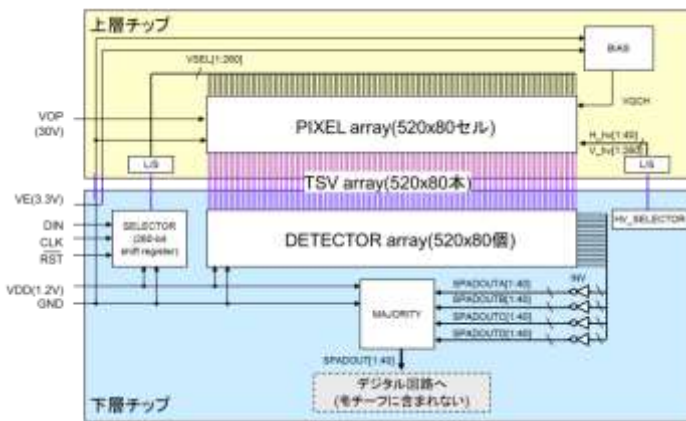 上層チップ
VSEL[1:260]
BIAS
VOP
(30V)
PIXEL array(520x80セル)
VQCH
H_hv[1:40]
V_hv[1:260]
L/S
L/S
TSV array(520x80本)
VE(3.3V)
DIN
CLK
RST
SELECTOR
(260-bit
shift register)
DETECTOR array(520x80個)
HV_SELECTOR
VDD(1.2V)
GND
MAJORITY
SPADOUTA[1:40]
SPADOUTB[1:40]
SPADOUTC[1:40]
SPADOUTD[1:40]
INV
SPADOUT[1:40]
デジタル回路へ
(モチーフに含まれない)
下層チップ